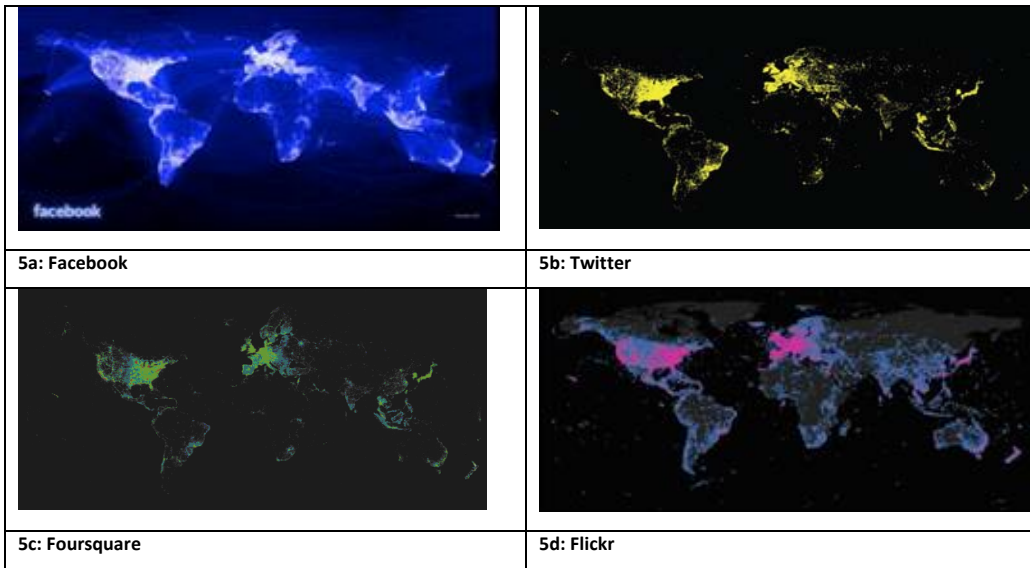 facebook
5a: Facebook
5b: Twitter
5c: Foursquare
5d: Flickr